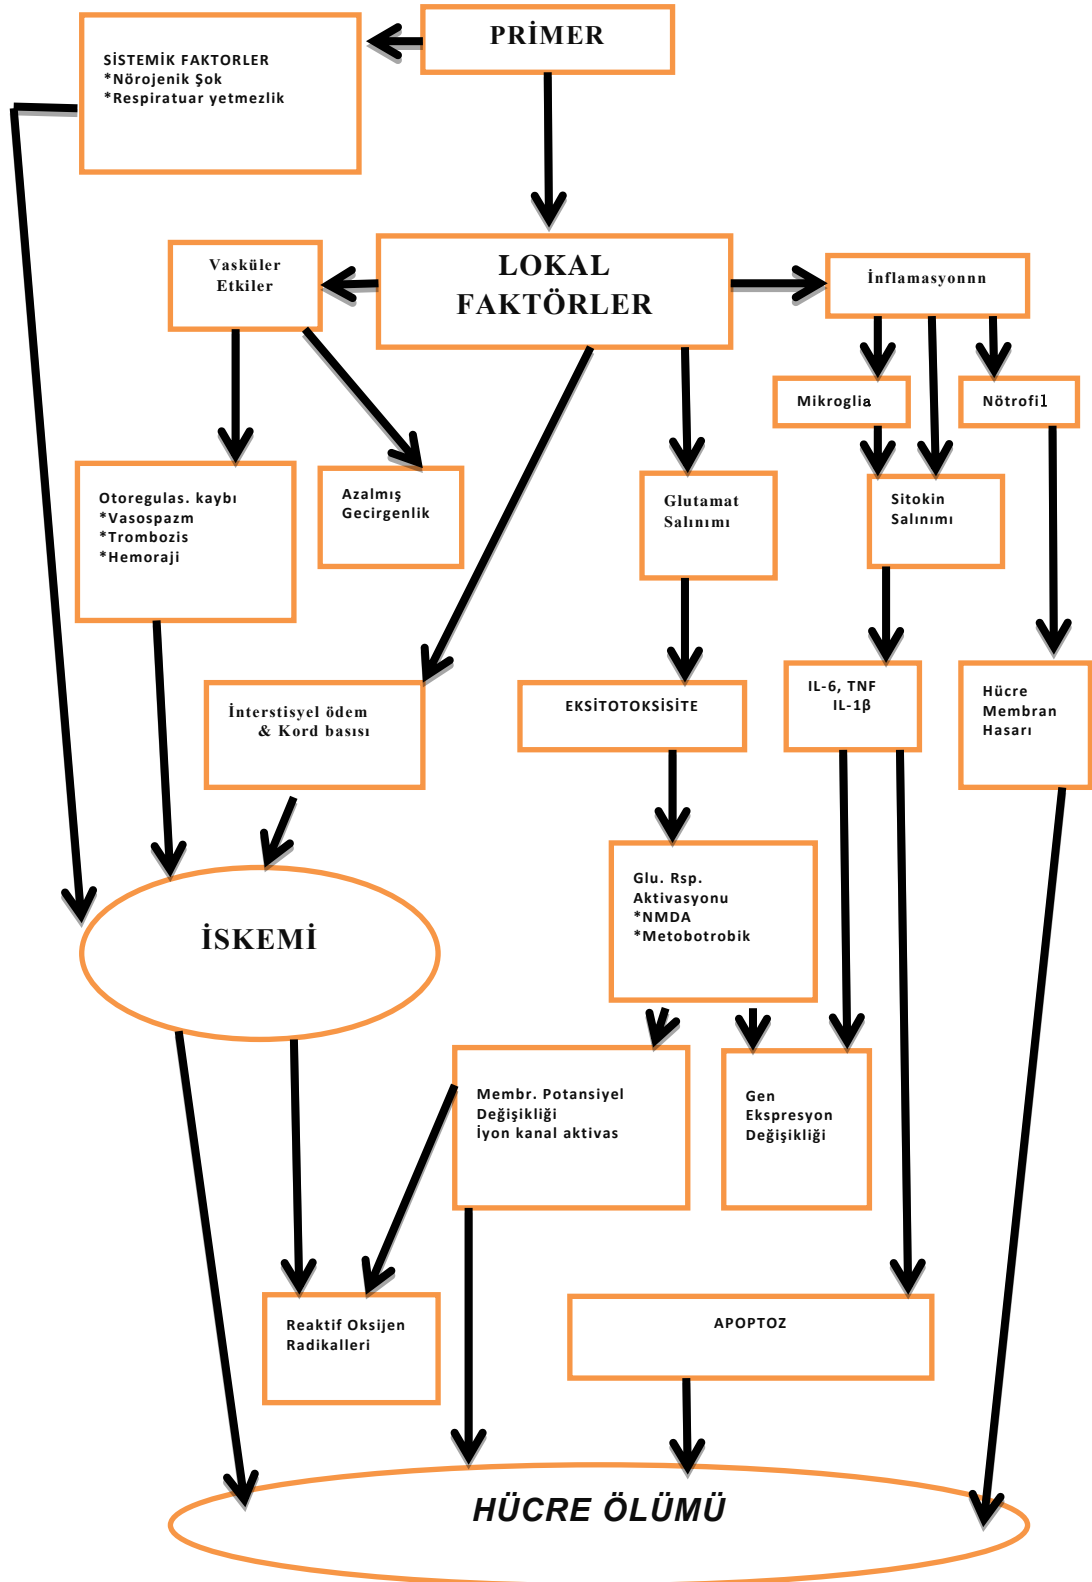 PRİMER
SİSTEMİK FAKTORLER
*Nörojenik Şok
*Respiratuar yetmezlik
LOKAL
FAKTÖRLER
Vasküler
Etkiler
İnflamasyonnn
Mikroglia
Nötrofil
Otoregulas. kaybı
*Vasospazm
*Trombozis
*Hemoraji
Azalmış
Gecirgenlik
Glutamat
Salınımı
Sitokin
Salınımı
İnterstisyel ödem
& Kord basısı
EKSİTOTOKSİSİTE
IL-6, TNF
IL-1β
Hücre
Membran
Hasarı
Glu. Rsp.
Aktivasyonu
*NMDA
*Metobotrobik
İSKEMİ
Membr. Potansiyel
Değişikliği
İyon kanal aktivas
Gen
Ekspresyon
Değişikliği
Reaktif Oksijen
Radikalleri
APOPTOZ
HÜCRE ÖLÜMÜ